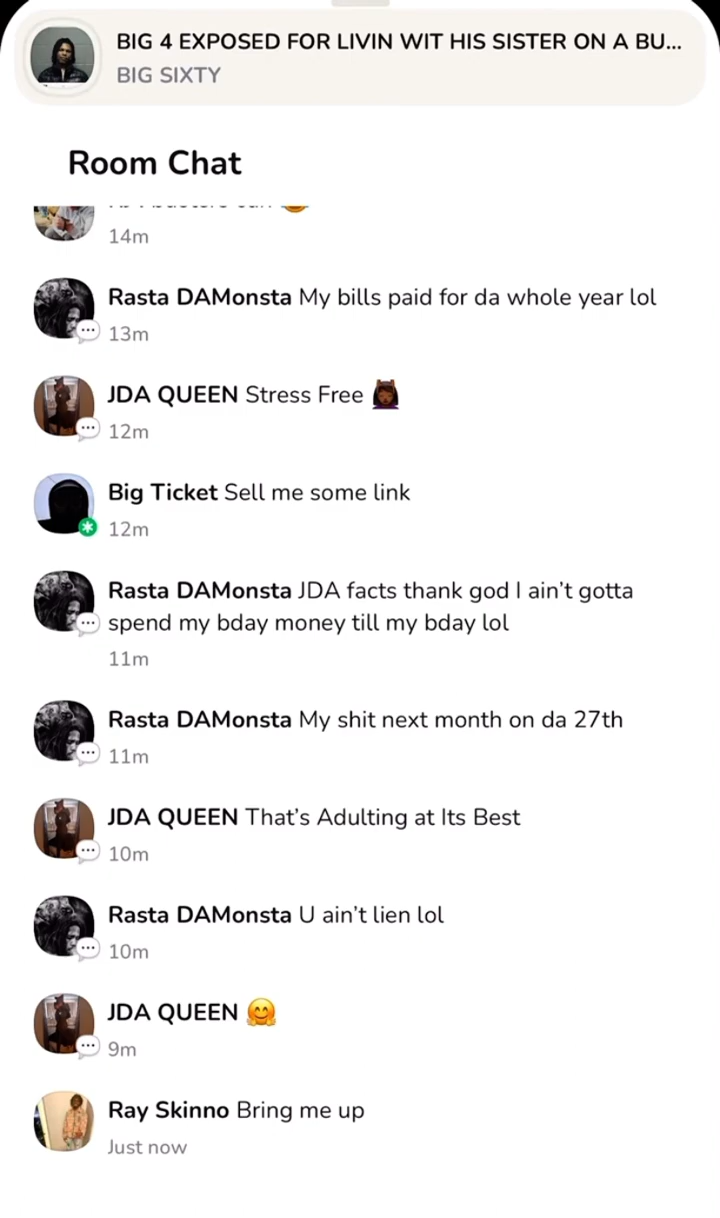 BIG 4 EXPOSED FOR LIVIN WIT HIS SISTER ON A BU...
BIG SIXTY
Room Chat
14m
Rasta DAMonsta My bills paid for da whole year lol
13m
JDA QUEEN Stress Free 🙆🏾‍♀️
12m
Big Ticket Sell me some link
12m
Rasta DAMonsta JDA facts thank god I ain't gotta
spend my bday money till my bday lol
11m
Rasta DAMonsta My shit next month on da 27th
11m
JDA QUEEN That's Adulting at Its Best
10m
Rasta DAMonsta U ain't lien lol
10m
JDA QUEEN 🤗
9m
Ray Skinno Bring me up
Just now